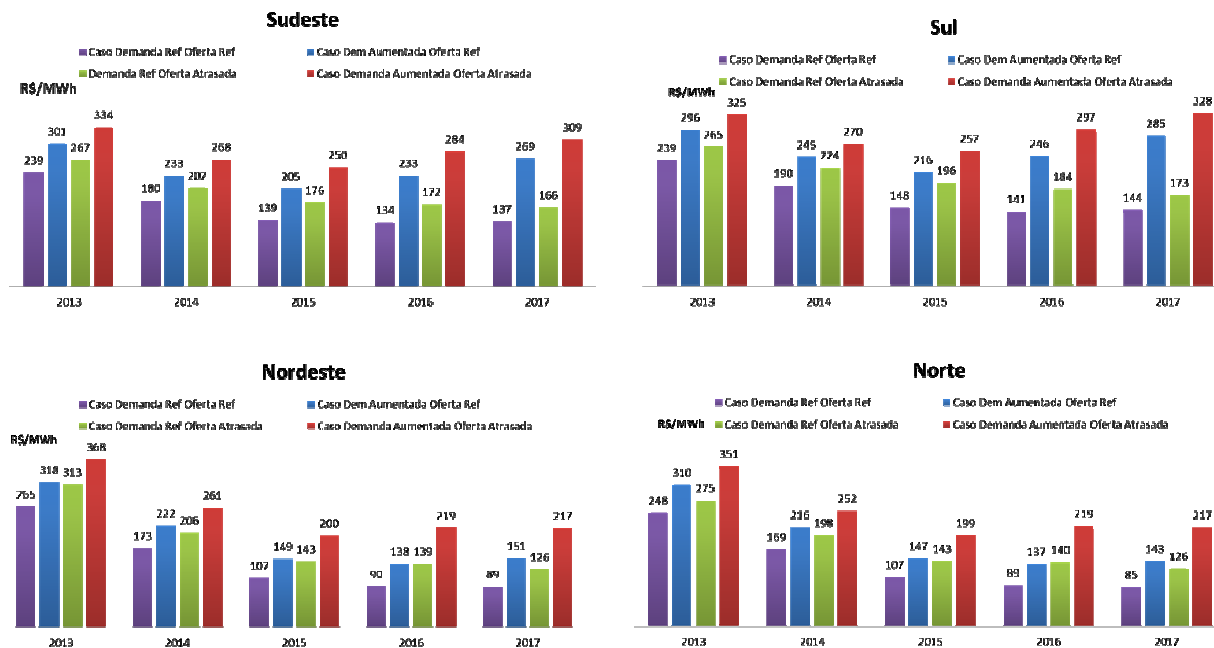 Sudeste
Caso Demanda Ref Oferta Ref
Caso Dem Aumentada Oferta Ref
Demanda Ref Oferta Atrasada
Caso Demanda Aumentada Oferta Atrasada
R$/MWh
239 301 267 334
180 233 207 268
139 205 176 250
134 233 172 284
137 269 166 309
2013 2014 2015 2016 2017
Sul
Caso Demanda Ref Oferta Ref
Caso Dem Aumentada Oferta Ref
Caso Demanda Ref Oferta Atrasada
Caso Demanda Aumentada Oferta Atrasada
R$/MWh
239 296 265 325
190 245 224 270
148 216 196 257
141 246 184 297
144 285 173 328
2013 2014 2015 2016 2017
Nordeste
Caso Demanda Ref Oferta Ref
Caso Dem Aumentada Oferta Ref
Caso Demanda Ref Oferta Atrasada
Caso Demanda Aumentada Oferta Atrasada
R$/MWh
265 318 313 368
173 222 206 261
107 149 143 200
90 138 139 219
89 151 126 217
2013 2014 2015 2016 2017
Norte
Caso Demanda Ref Oferta Ref
Caso Dem Aumentada Oferta Ref
Caso Demanda Ref Oferta Atrasada
Caso Demanda Aumentada Oferta Atrasada
R$/MWh
248 310 275 351
169 216 198 252
107 147 143 199
89 137 140 219
85 143 126 217
2013 2014 2015 2016 2017